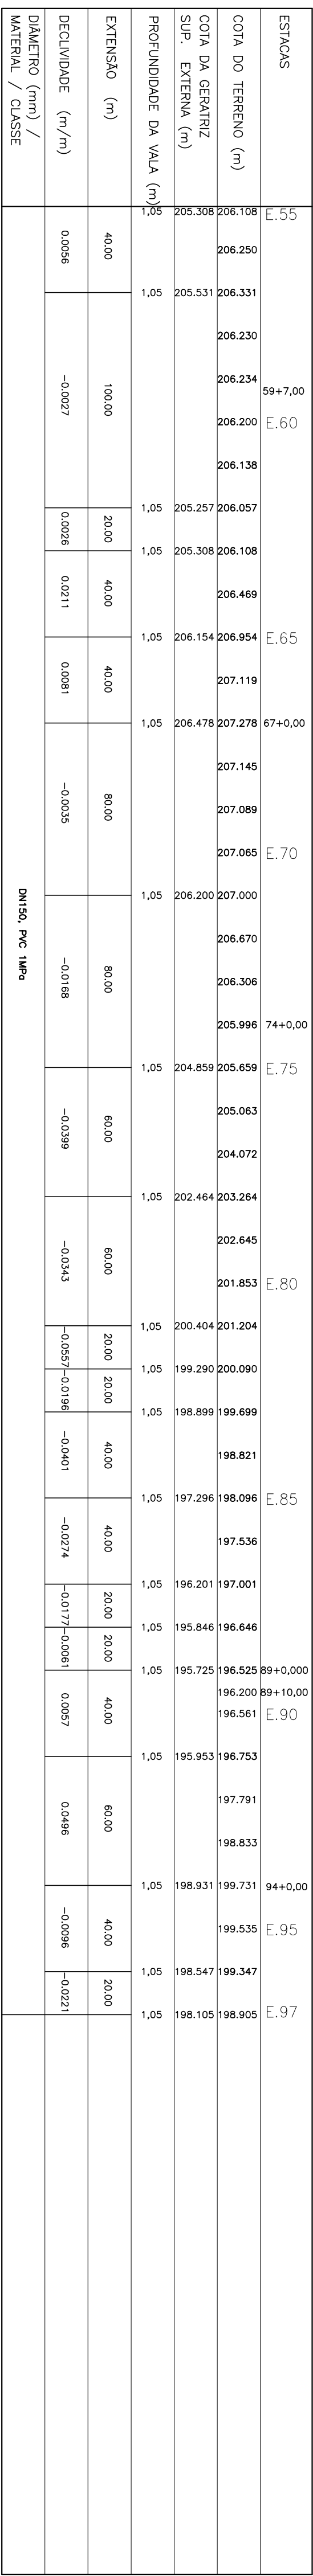 ESTACAS
COTA DO TERRENO (m)
COTA DA GERATRIZ
SUP. EXTERNA (m)
PROFUNDIDADE DA VALA (m)
EXTENSÃO (m)
DECLIVIDADE (m/m)
DIÂMETRO (mm) /
MATERIAL / CLASSE
1,05 205.308 206.108 E.55
206.250
0.0056 40.00
1,05 205.531 206.331
206.230
206.234
59+7,00
-0.0027 100.00
206.200 E.60
206.138
1,05 205.257 206.057
0.0026 20.00
1,05 205.308 206.108
0.0211 40.00 206.469
1,05 206.154 206.954 E.65
0.0081 40.00 207.119
1,05 206.478 207.278 67+0,00
207.145
-0.0035 80.00 207.089
207.065 E.70
1,05 206.200 207.000
DN150, PVC 1MPa
206.670
-0.0168 80.00 206.306
205.996 74+0,00
1,05 204.859 205.659 E.75
205.063
-0.0399 60.00
204.072
1,05 202.464 203.264
202.645
-0.0343 60.00
201.853 E.80
1,05 200.404 201.204
-0.0557 20.00
1,05 199.290 200.090
-0.0196 20.00
1,05 198.899 199.699
-0.0401 40.00 198.821
1,05 197.296 198.096 E.85
-0.0274 40.00 197.536
1,05 196.201 197.001
-0.0177 20.00
1,05 195.846 196.646
-0.0061 20.00
1,05 195.725 196.525 89+0,000
196.200 89+10,00
0.0057 40.00 196.561 E.90
1,05 195.953 196.753
197.791
0.0496 60.00
198.833
1,05 198.931 199.731 94+0,00
-0.0096 40.00 199.535 E.95
1,05 198.547 199.347
-0.0221 20.00
1,05 198.105 198.905 E.97